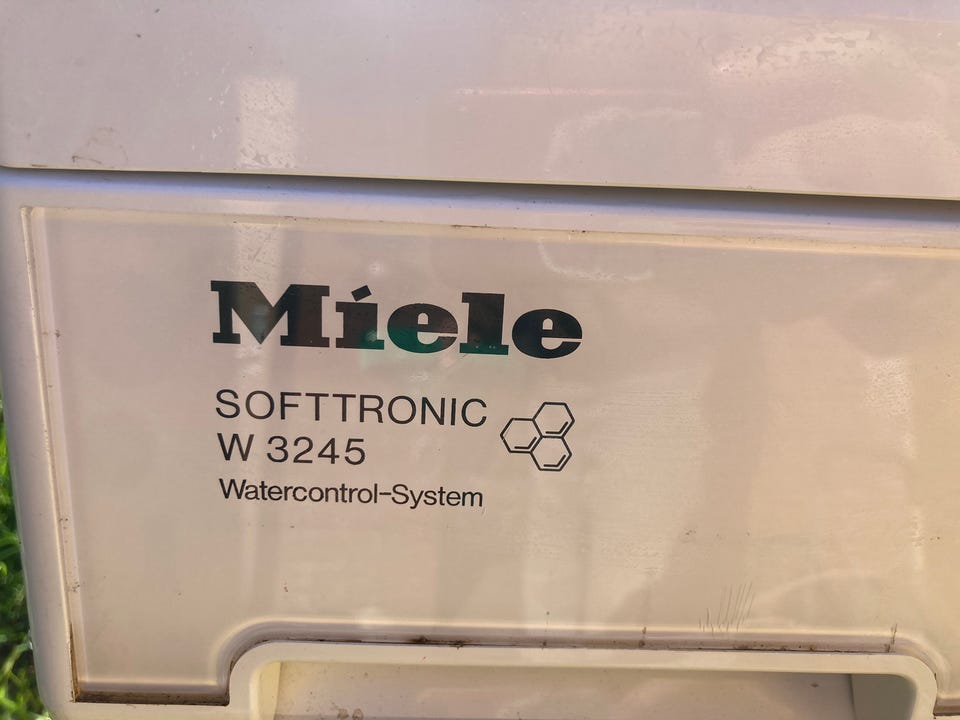 Miele
SOFTTRONIC
W 3245
Watercontrol-System